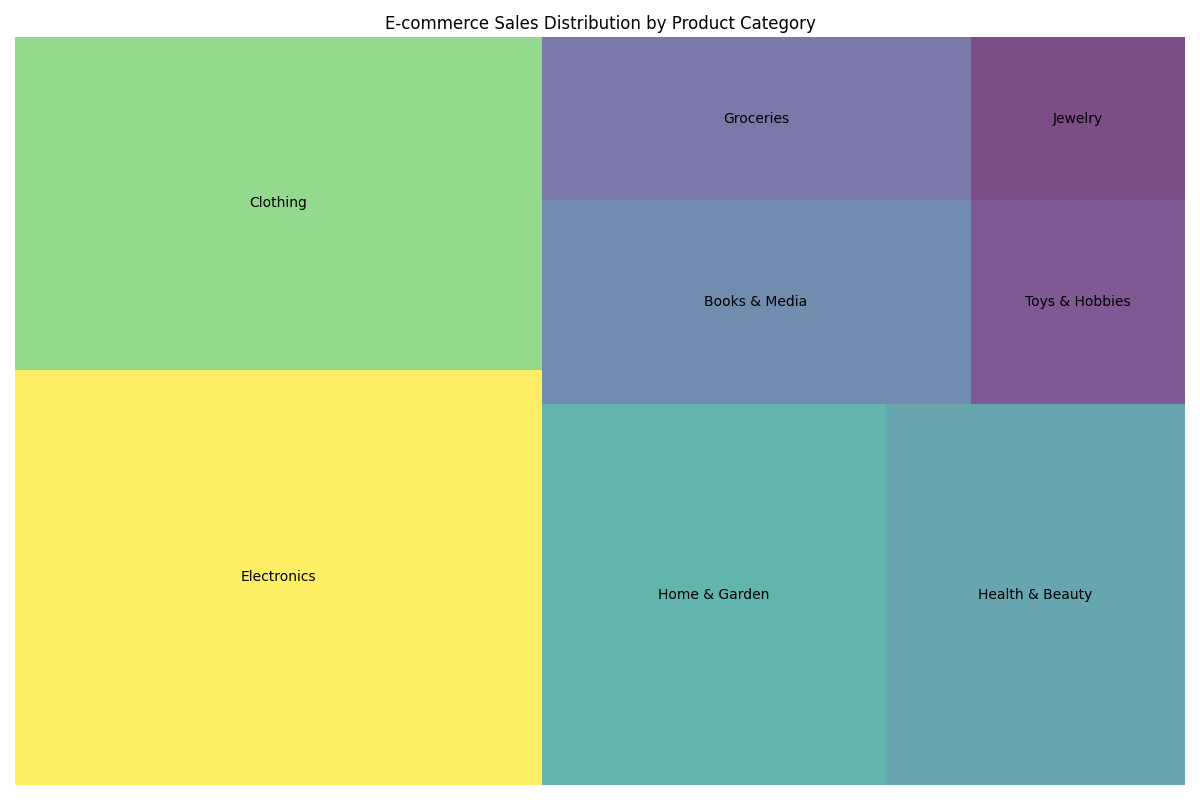 E-commerce Sales Distribution by Product Category
Clothing
Groceries
Jewelry
Books & Media
Toys & Hobbies
Electronics
Home & Garden
Health & Beauty